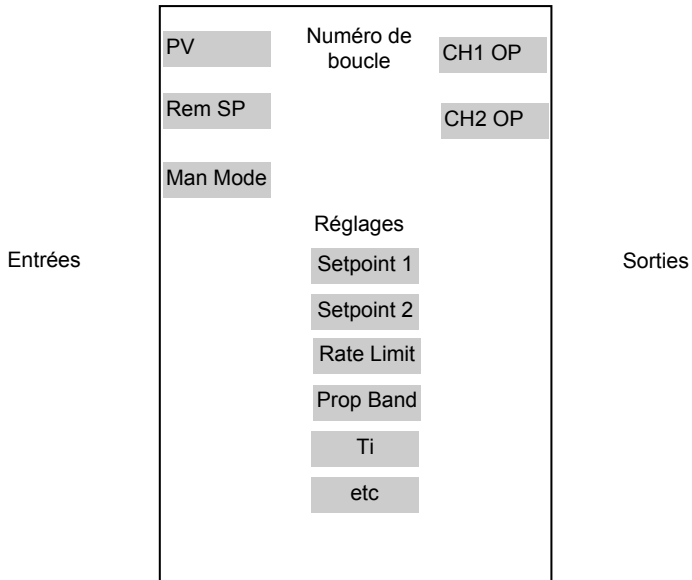 PV
Numéro de
boucle
CH1 OP
Rem SP
CH2 OP
Man Mode
Réglages
Entrées
Setpoint 1
Sorties
Setpoint 2
Rate Limit
Prop Band
Ti
etc